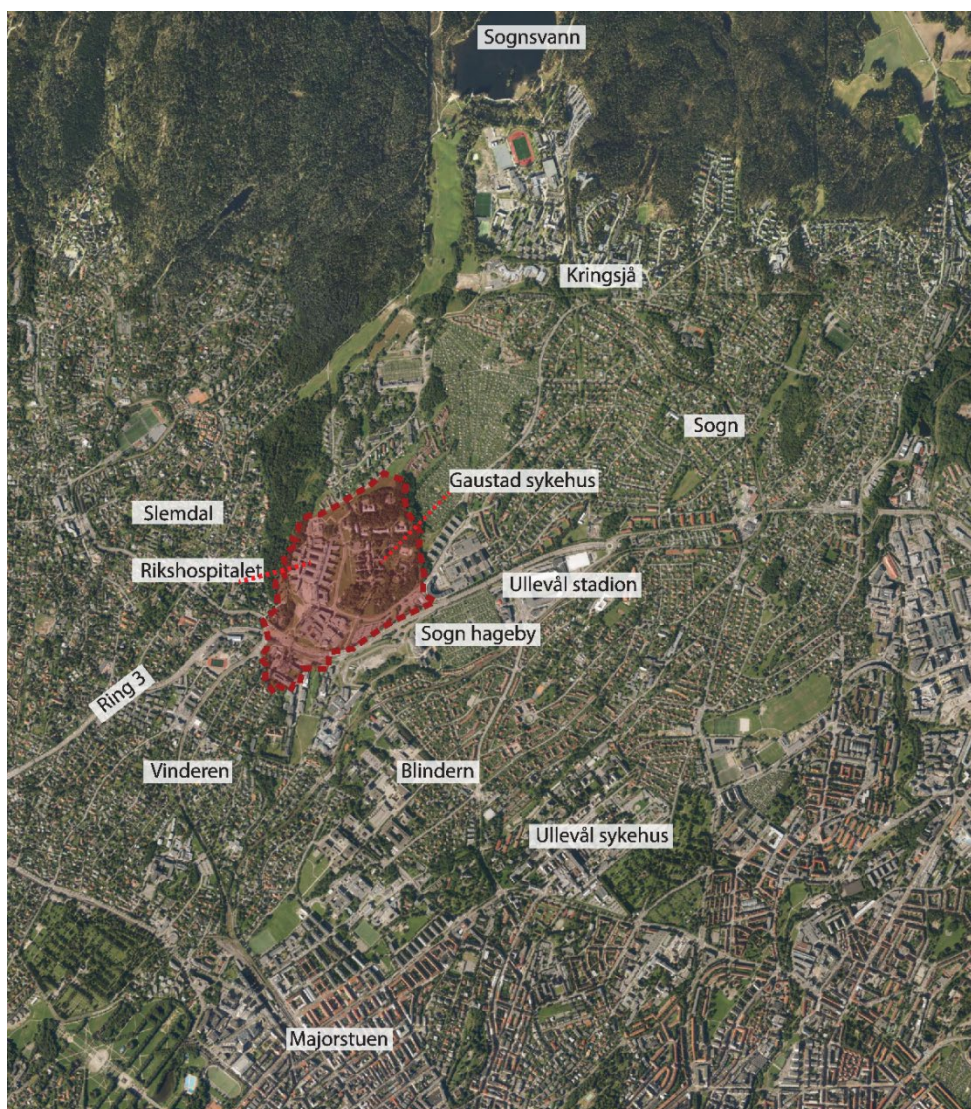 Sognsvann
Kringsjå
Sogn
Gaustad sykehus
Slemdal
Rikshospitalet
Ullevål stadion
Sogn hageby
Ring 3
Vinderen
Blindern
Ullevål sykehus
Majorstuen